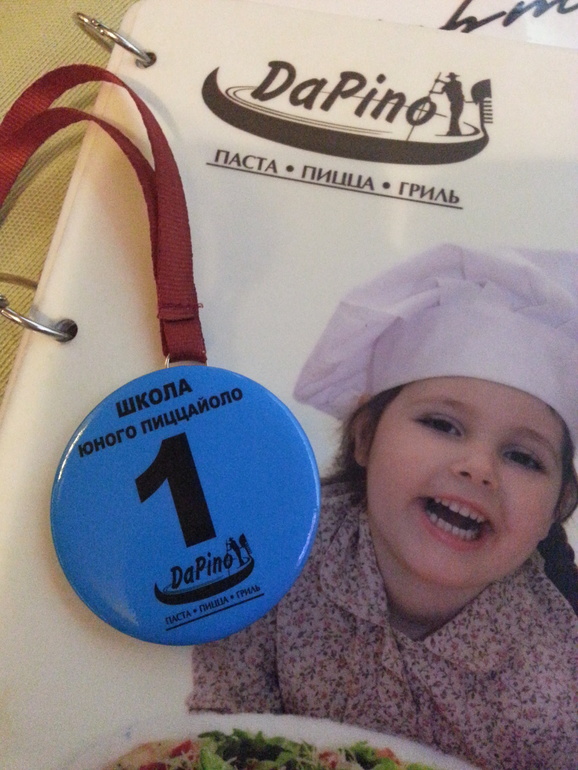 DaPino
ПАСТА • ПИЦЦА • ГРИЛЬ
ШКОЛА
ЮНОГО ПИЦЦАЙОЛО
1
DaPino
ПАСТА • ПИЦЦА • ГРИЛЬ